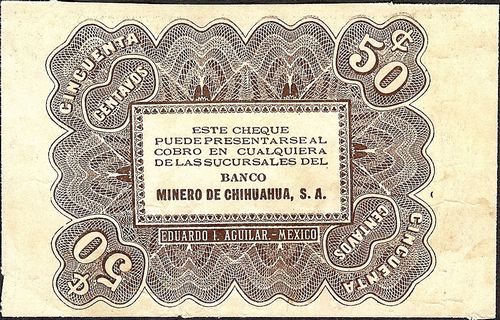 CINCUENTA
CENTAVOS
50 ¢
ESTE CHEQUE
PUEDE PRESENTARSE AL
COBRO EN CUALQUIERA
DE LAS SUCURSALES DEL
BANCO
MINERO DE CHIHUAHUA, S. A.
EDUARDO I. AGUILAR.-MEXICO
50 ¢
CENTAVOS
CINCUENTA